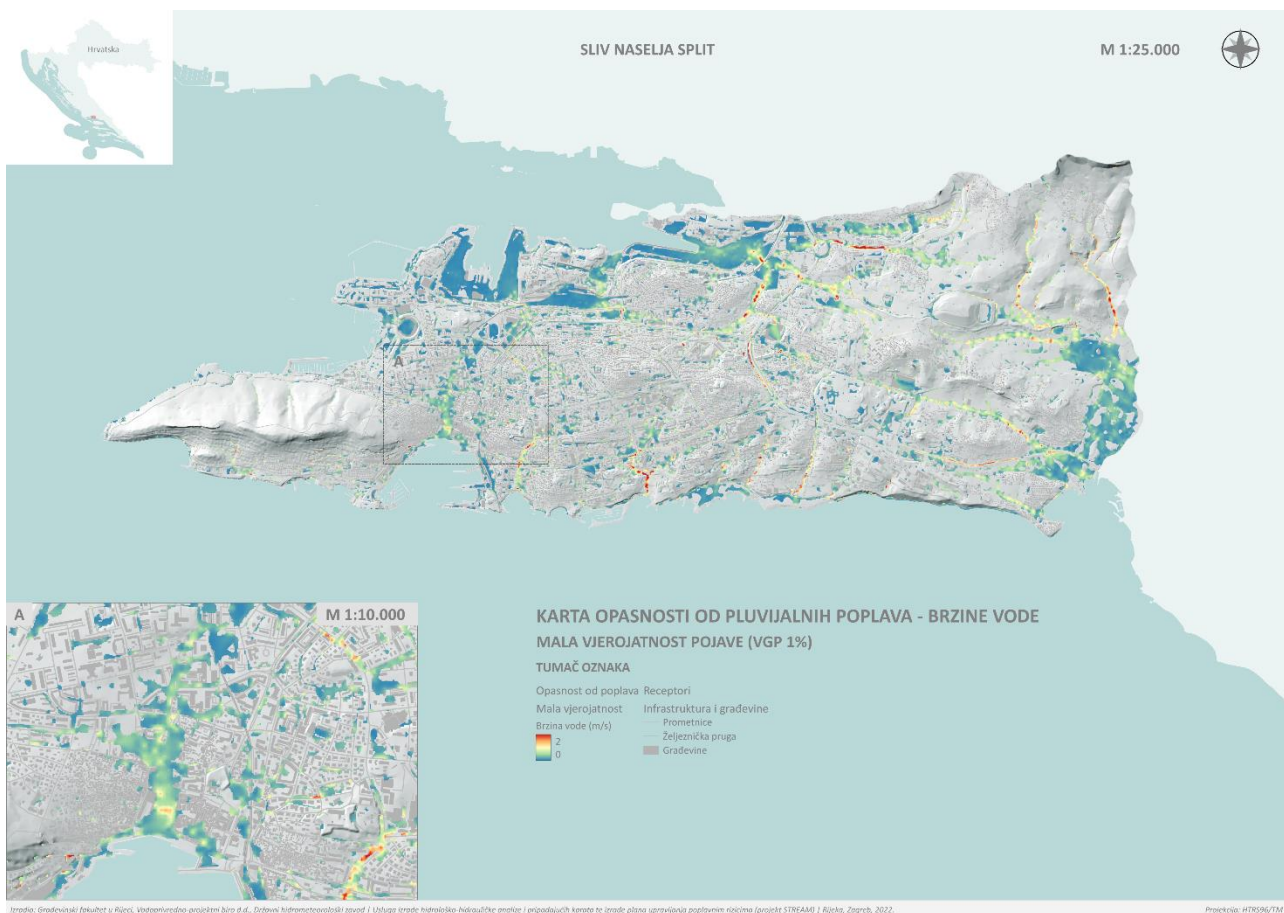 Hrvatska
SLIV NASELJA SPLIT
M 1:25.000
A
A
M 1:10.000
KARTA OPASNOSTI OD PLUVIJALNIH POPLAVA - BRZINE VODE
MALA VJEROJATNOST POJAVE (VGP 1%)
TUMAČ OZNAKA
Opasnost od poplava Receptori
Mala vjerojatnost Infrastruktura i građevine
Brzina vode (m/s)
2
0
Prometnice
Željeznička pruga
Građevine
Izradio: Građevinski fakultet u Rijeci, Vodoprivredno-projektni biro d.d., Državni hidrometeorološki zavod | Usluga izrade hidrološko-hidrauličke analize i pripadajućih karata te izrade plana upravljanja poplavnim rizicima (projekt STREAM) | Rijeka, Zagreb, 2022.
Projekcija: HTRS96/TM